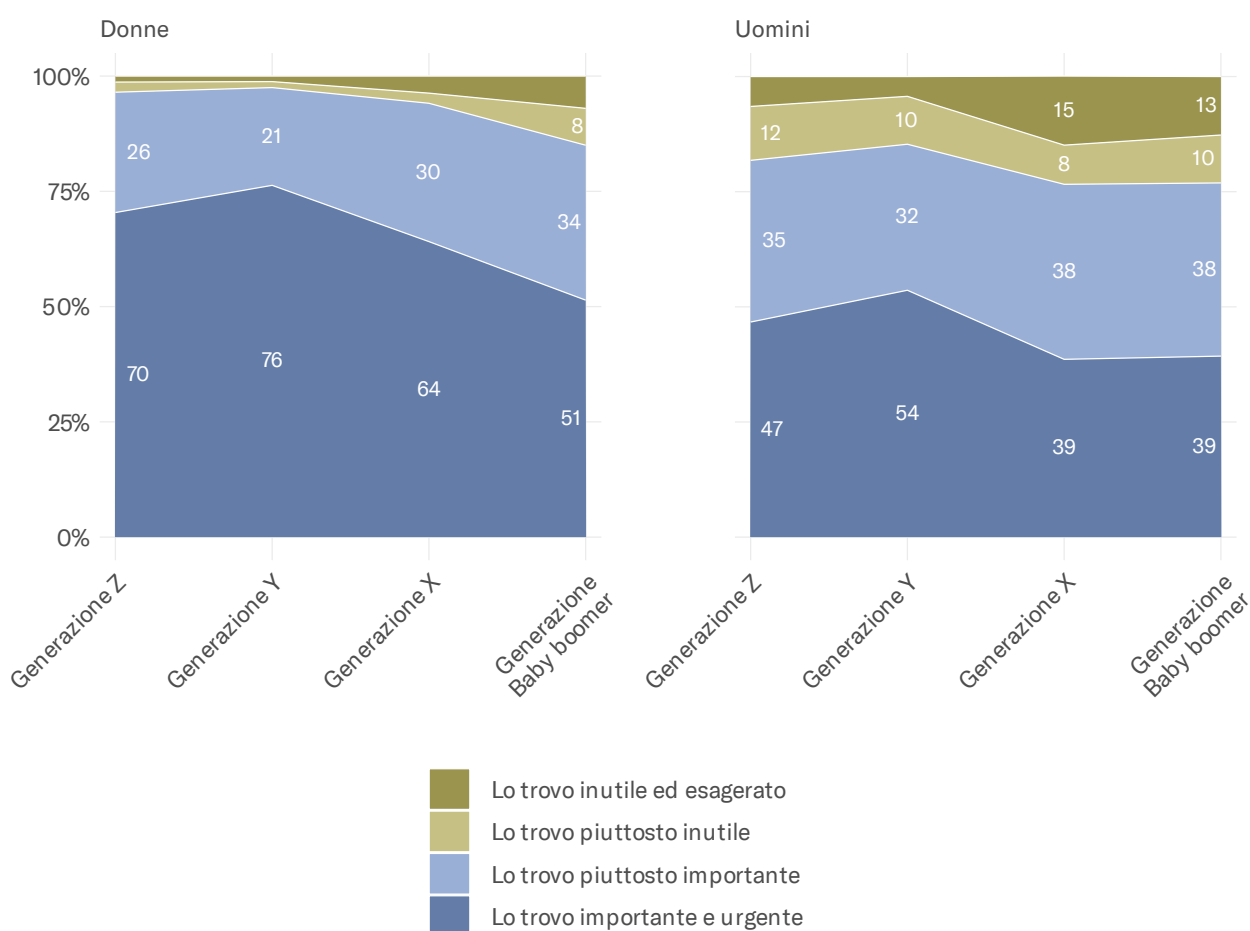 Donne
Uomini
100%
75%
50%
25%
0%
26
21
30
34
8
70
76
64
51
12
10
8
10
15
13
35
32
38
38
47
54
39
39
Generazione Z
Generazione Y
Generazione X
Generazione
Baby boomer
Generazione Z
Generazione Y
Generazione X
Generazione
Baby boomer
Lo trovo inutile ed esagerato
Lo trovo piuttosto inutile
Lo trovo piuttosto importante
Lo trovo importante e urgente